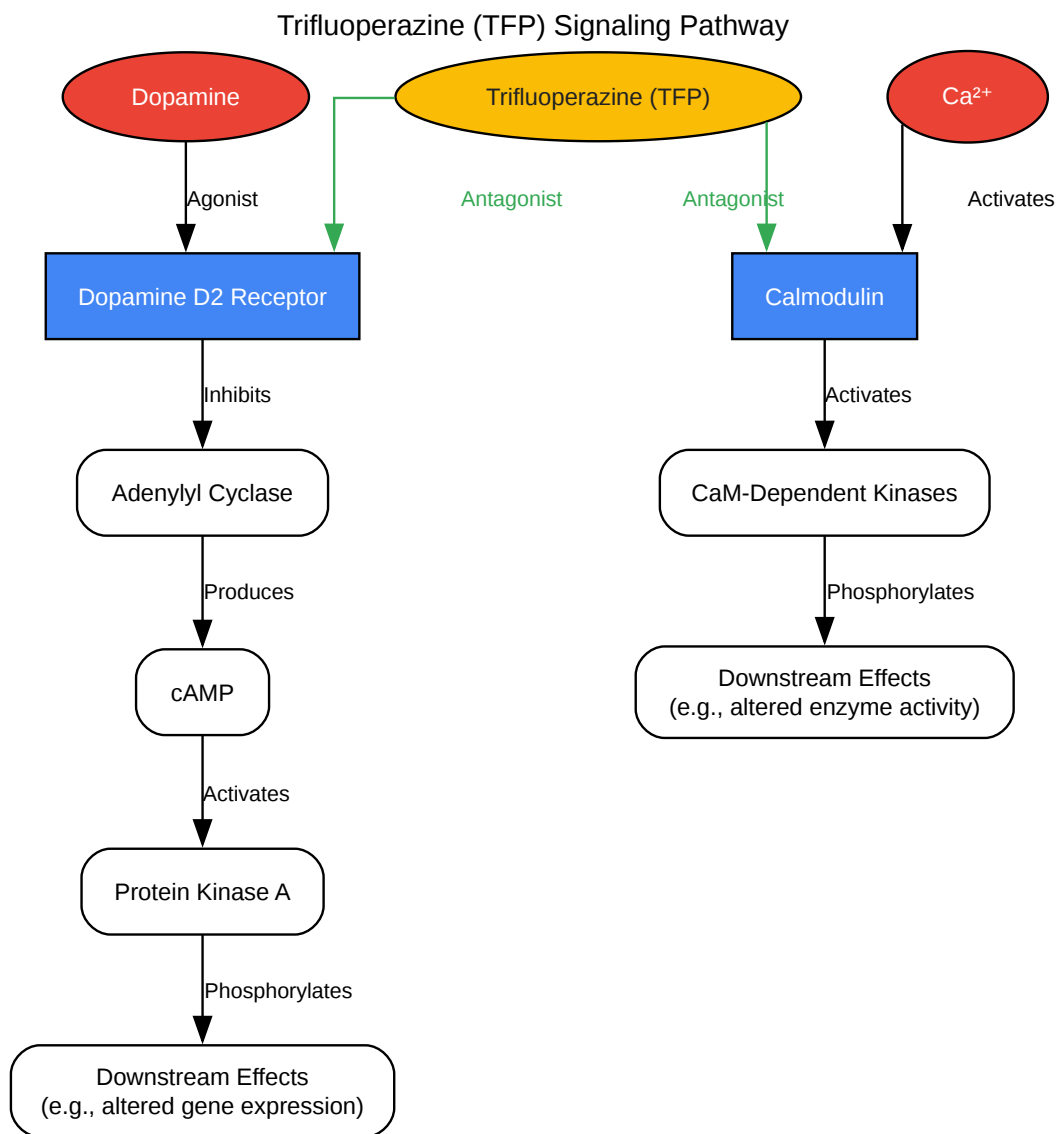 Trifluoperazine (TFP) Signaling Pathway
Dopamine
Trifluoperazine (TFP)
Ca²⁺
Agonist
Antagonist
Antagonist
Activates
Dopamine D2 Receptor
Calmodulin
Inhibits
Activates
Adenylyl Cyclase
CaM-Dependent Kinases
Produces
Phosphorylates
cAMP
Downstream Effects
(e.g., altered enzyme activity)
Activates
Protein Kinase A
Phosphorylates
Downstream Effects
(e.g., altered gene expression)